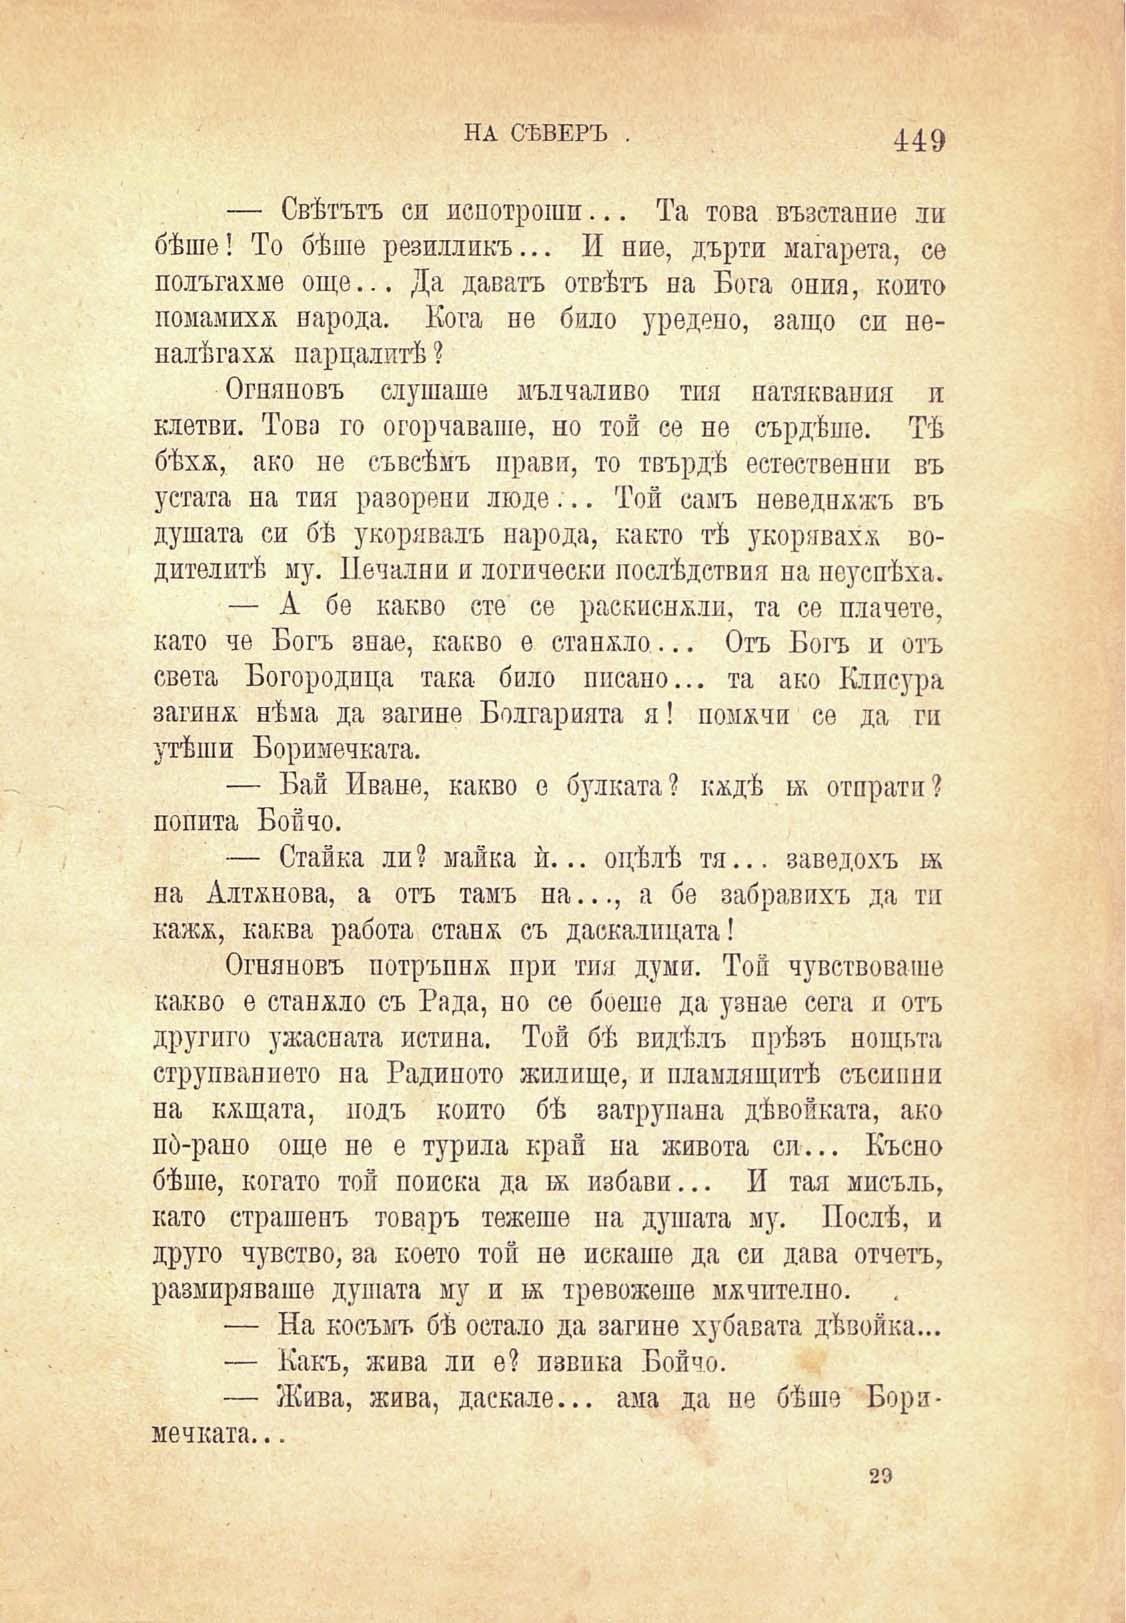 НА СѢВЕРЪ .
449
— Свѣтътъ си испотроши... Та това възстание ли
бѣше! То бѣше резилликъ... И ние, дърти магарета, се
полъгахме още... Да даватъ отвѣтъ на Бога ония, които
помамихѫ народа. Кога не било уредено, защо си не-
налѣгахѫ парцалитѣ?
Огняновъ слушаше мълчаливо тия натяквания и
клетви. Това го огорчаваше, но той се не сърдѣше. Тѣ
бѣхѫ, ако не съвсѣмъ прави, то твърдѣ естественни въ
устата на тия разорени люде... Той самъ неведнѫжъ въ
душата си бѣ укорявалъ народа, както тѣ укорявахѫ во-
дителитѣ му. Печални и логически послѣдствия на неуспѣха.
— А бе какво сте се раскиснѫли, та се плачете,
като че Богъ знае, какво е станѫло... Отъ Богъ и отъ
света Богородица така било писано... та ако Клисура
загинѫ нѣма да загине Болгарията я! помѫчи се да ги
утѣши Боримечката.
— Бай Иване, какво е булката? кѫдѣ ѭ отпрати?
попита Бойчо.
— Стайка ли? майка ѝ... оцѣлѣ тя... заведохъ ѭ
на Алтѫнова, а отъ тамъ на..., а бе забравихъ да ти
кажѫ, каква работа станѫ съ даскалицата!
Огняновъ потръпнѫ при тия думи. Той чувствоваше
какво е станѫло съ Рада, но се боеше да узнае сега и отъ
другиго ужасната истина. Той бѣ видѣлъ прѣзъ нощьта
струпванието на Радиното жилище, и пламлящитѣ съсипни
на кѫщата, подъ които бѣ затрупана дѣвойката, ако
по̀-рано още не е турила край на живота си... Късно
бѣше, когато той поиска да ѭ избави... И тая мисъль,
като страшенъ товаръ тежеше на душата му. Послѣ, и
друго чувство, за което той не искаше да си дава отчетъ,
размиряваше душата му и ѭ тревожеше мѫчително.
— На косъмъ бѣ остало да загине хубавата дѣвойка...
— Какъ, жива ли е? извика Бойчо.
— Жива, жива, даскале... ама да не бѣше Бори-
мечката...
29